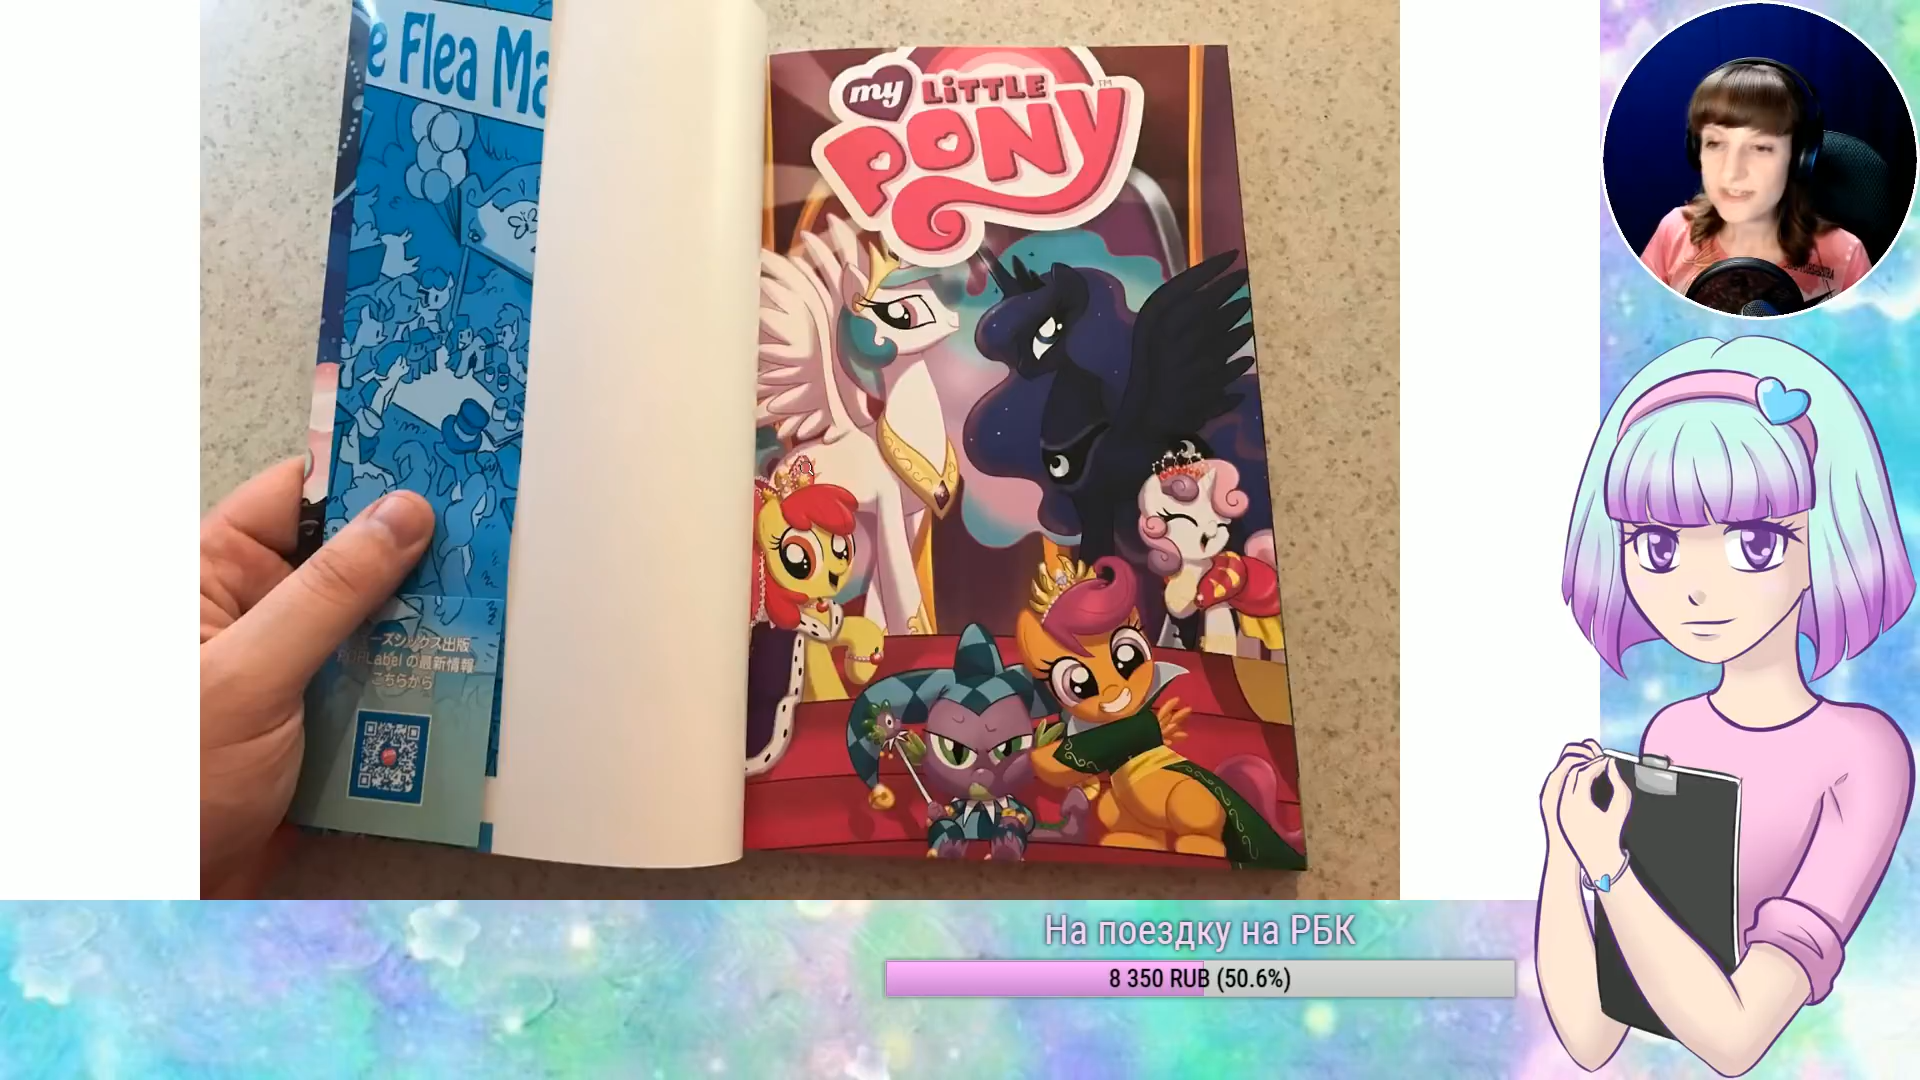 e Flea Ma
my LiTTLE
PONY
TM
ーズシックス出版
POPLabel の最新情報
こちらから
На поездку на РБК
8 350 RUB (50.6%)